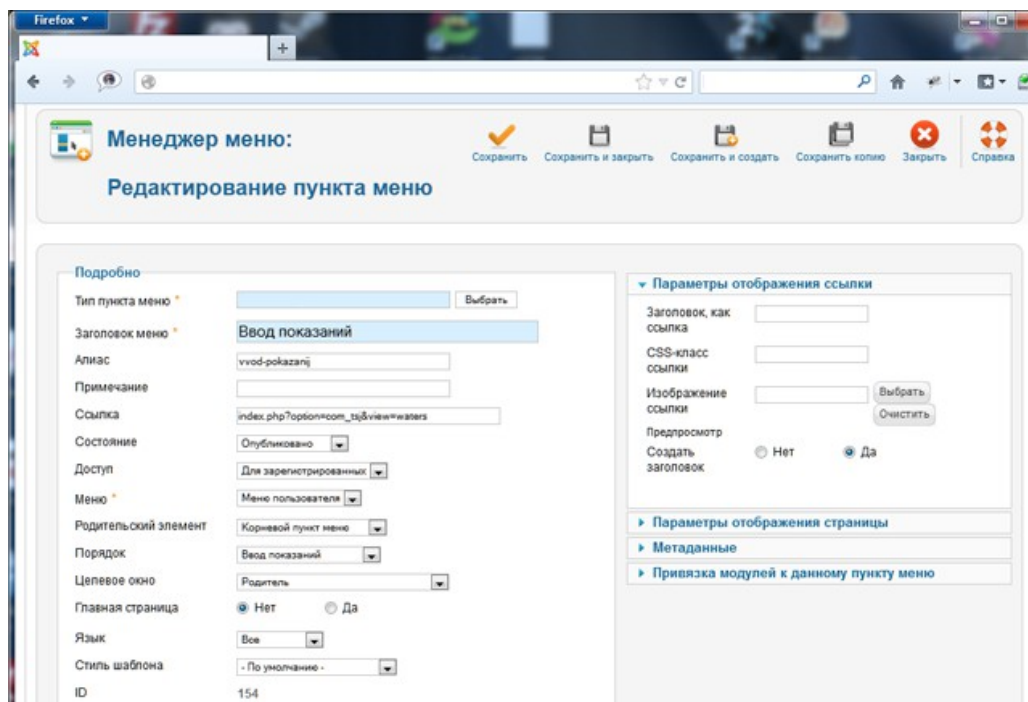 Firefox
Менеджер меню:
Редактирование пункта меню
Сохранить
Сохранить и закрыть
Сохранить и создать
Сохранить копию
Закрыть
Справка
Подробно
Тип пункта меню *
Выбрать
Заголовок меню *
Ввод показаний
Алиас
vvod-pokazanij
Примечание
Ссылка
index.php?option=com_tsj&view=waters
Состояние
Опубликовано
Доступ
Для зарегистрированных
Меню *
Меню пользователя
Родительский элемент
Корневой пункт меню
Порядок
Ввод показаний
Целевое окно
Родитель
Главная страница
Нет Да
Язык
Все
Стиль шаблона
- По умолчанию -
ID
154
Параметры отображения ссылки
Заголовок, как
ссылка
CSS-класс
ссылки
Изображение
ссылки
Выбрать
Очистить
Предпросмотр
Создать
заголовок
Нет Да
Параметры отображения страницы
Метаданные
Привязка модулей к данному пункту меню